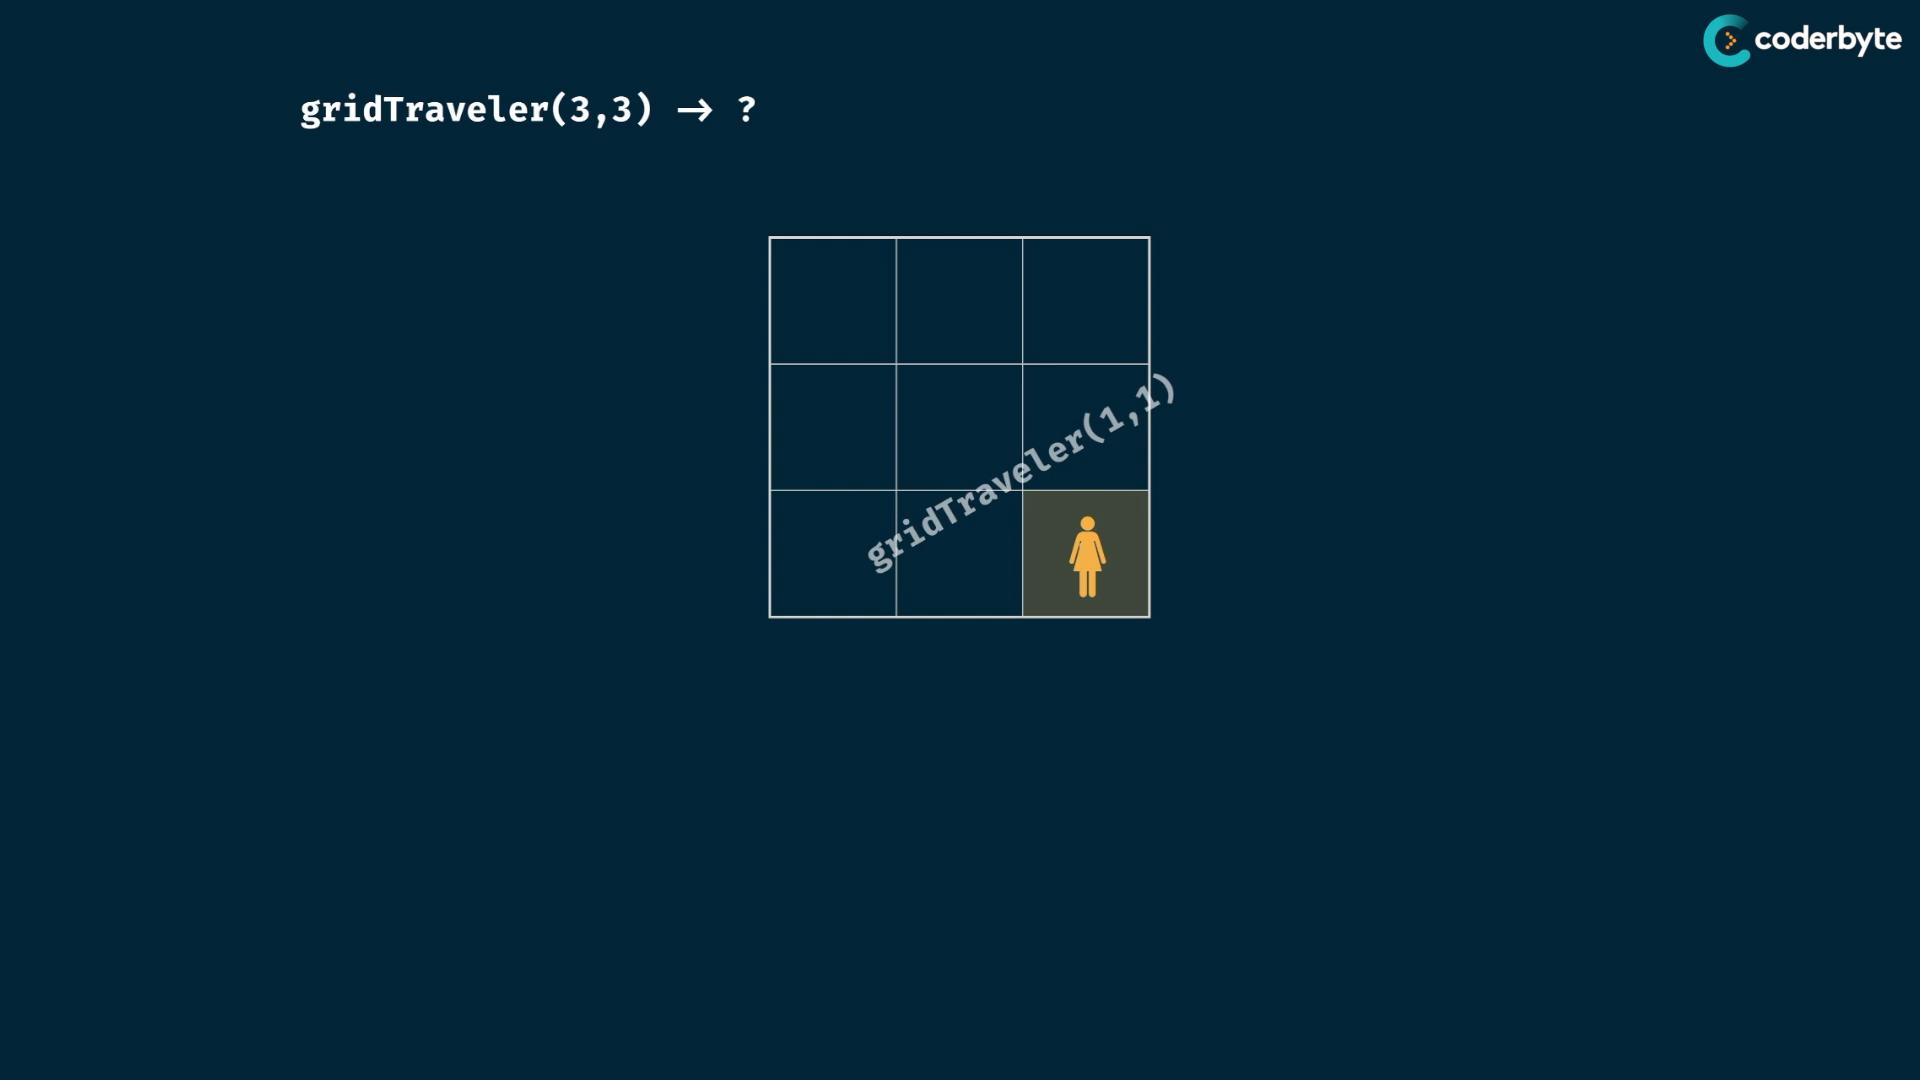 coderbyte
gridTraveler(3,3) → ?
gridTraveler(1,1)